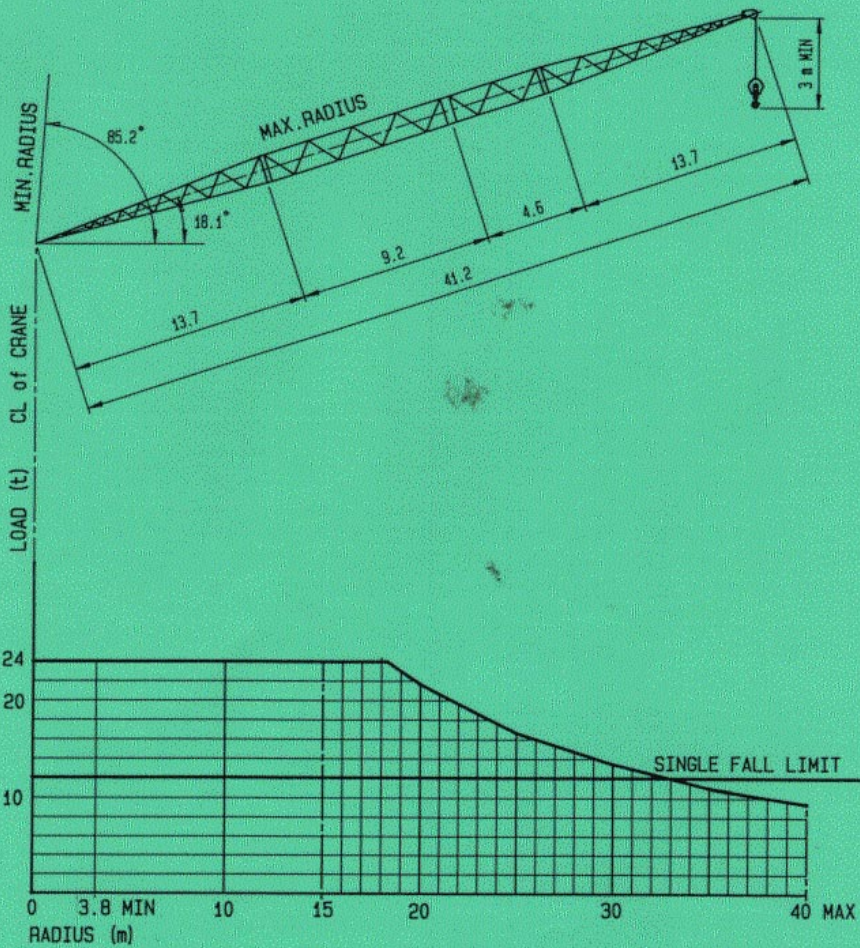 MIN.RADIUS
85.2°
18.1°
MAX.RADIUS
3 m MIN
13.7
9.2
4.6
13.7
41.2
CL of CRANE
LOAD (t)
24
20
10
SINGLE FALL LIMIT
0
3.8 MIN
10
15
20
30
40 MAX
RADIUS (m)